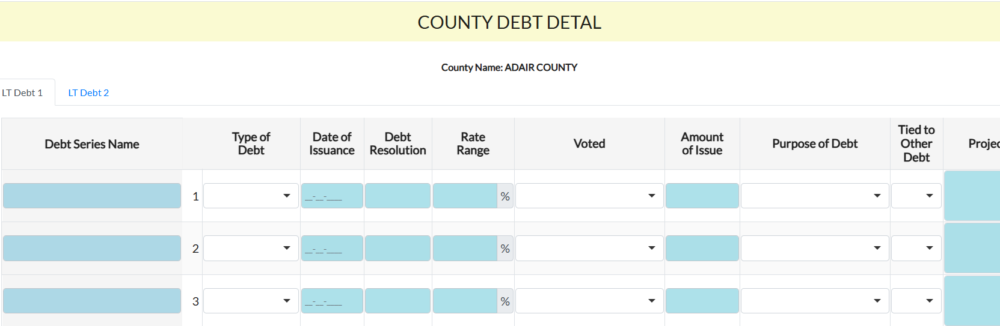 COUNTY DEBT DETAL
County Name: ADAIR COUNTY
LT Debt 1 LT Debt 2
Debt Series Name
Type of
Debt
Date of
Issuance
Debt
Resolution
Rate
Range
Voted
Amount
of Issue
Purpose of Debt
Tied to
Other
Debt
Projec
1 __-__-____ %
2 __-__-____ %
3 __-__-____ %